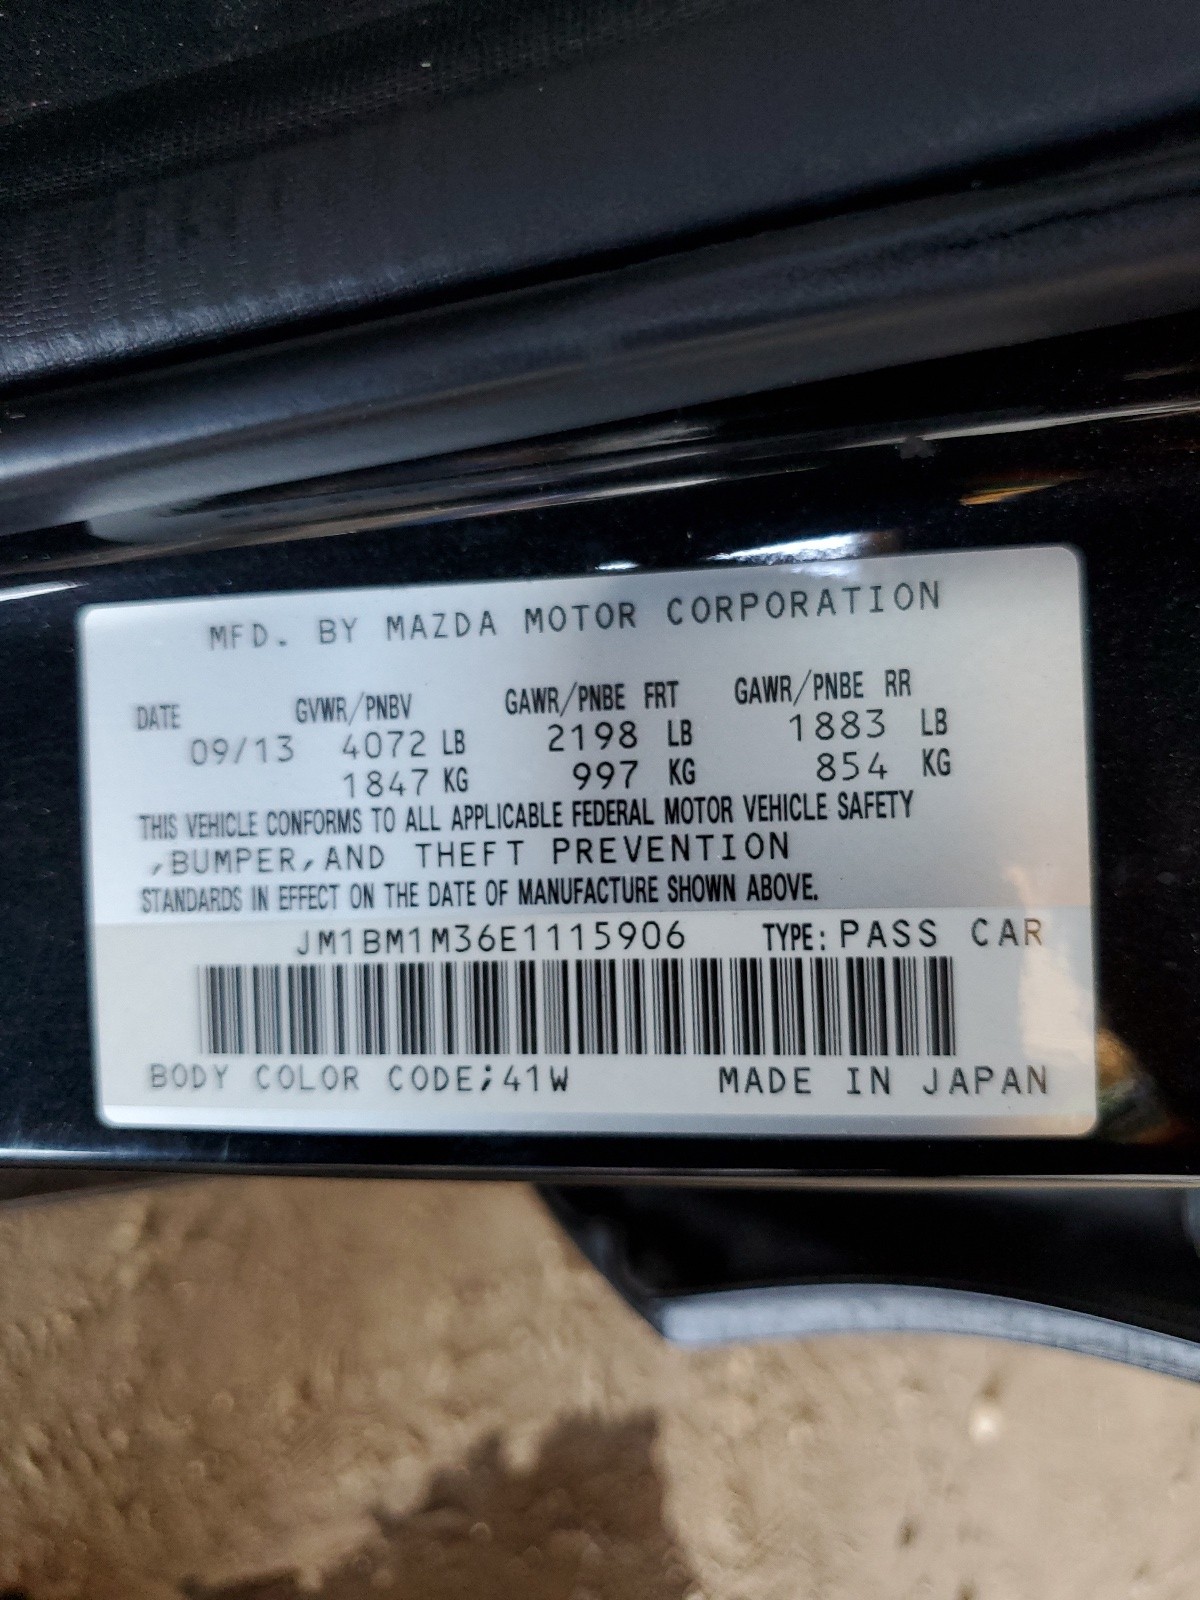 MFD. BY MAZDA MOTOR CORPORATION
DATE GVWR/PNBV GAWR/PNBE FRT GAWR/PNBE RR
09/13 4072 LB 2198 LB 1883 LB
1847 KG 997 KG 854 KG
THIS VEHICLE CONFORMS TO ALL APPLICABLE FEDERAL MOTOR VEHICLE SAFETY
,BUMPER,AND THEFT PREVENTION
STANDARDS IN EFFECT ON THE DATE OF MANUFACTURE SHOWN ABOVE.
JM1BM1M36E1115906 TYPE: PASS CAR
BODY COLOR CODE;41W MADE IN JAPAN